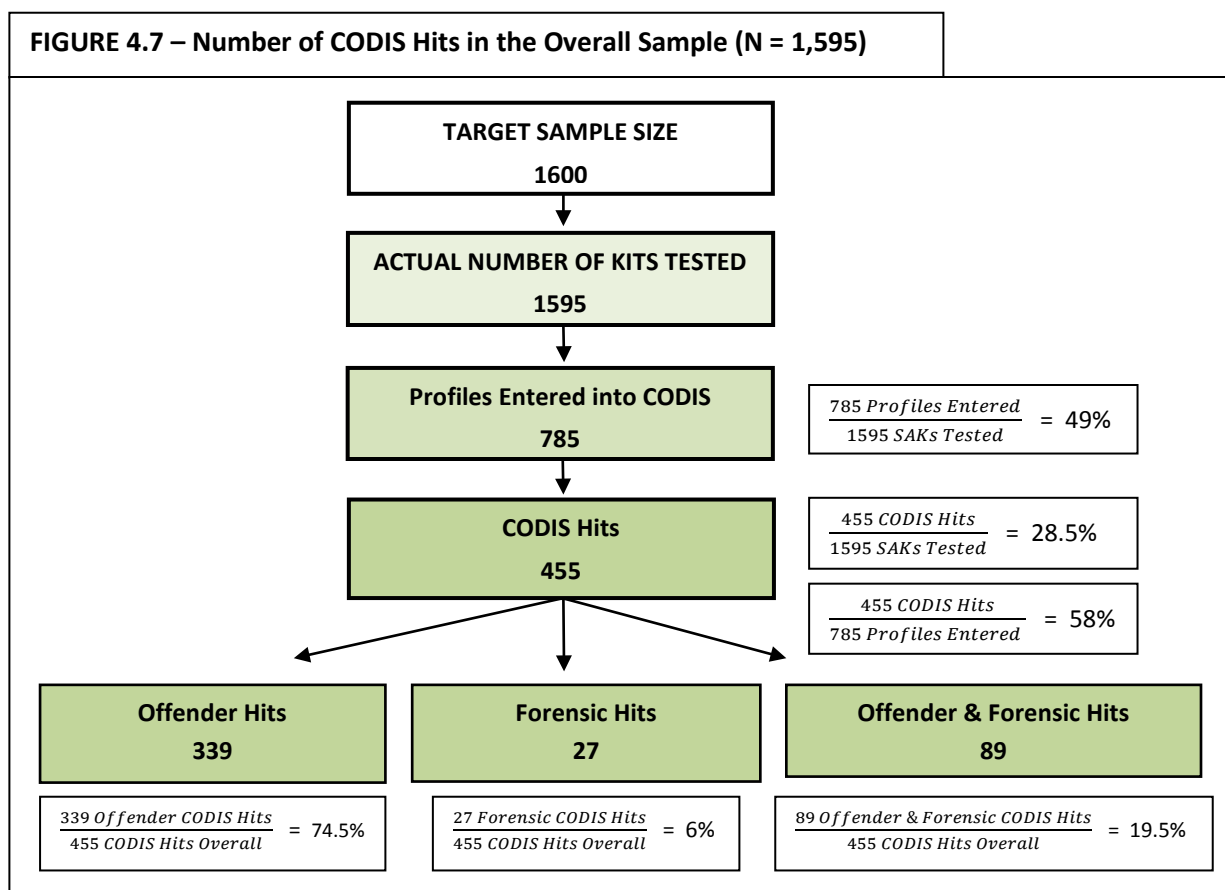 FIGURE 4.7 – Number of CODIS Hits in the Overall Sample (N = 1,595)
TARGET SAMPLE SIZE
1600
ACTUAL NUMBER OF KITS TESTED
1595
Profiles Entered into CODIS
785
785 Profiles Entered
1595 SAKs Tested
= 49%
CODIS Hits
455
455 CODIS Hits
1595 SAKs Tested
= 28.5%
455 CODIS Hits
785 Profiles Entered
= 58%
Offender Hits
339
Forensic Hits
27
Offender & Forensic Hits
89
339 Offender CODIS Hits
455 CODIS Hits Overall
= 74.5%
27 Forensic CODIS Hits
455 CODIS Hits Overall
= 6%
89 Offender & Forensic CODIS Hits
455 CODIS Hits Overall
= 19.5%